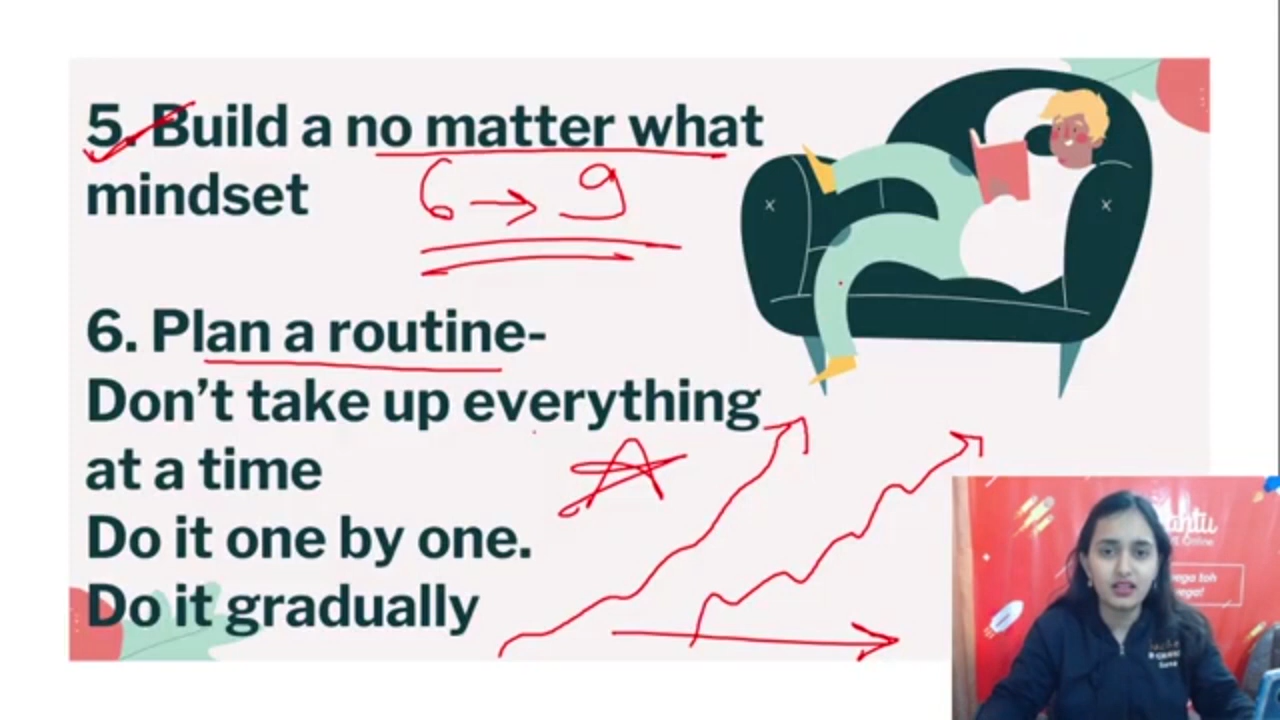 5. Build a no matter what
mindset
6 → 9
6. Plan a routine-
Don't take up everything
at a time
Do it one by one.
Do it gradually
A